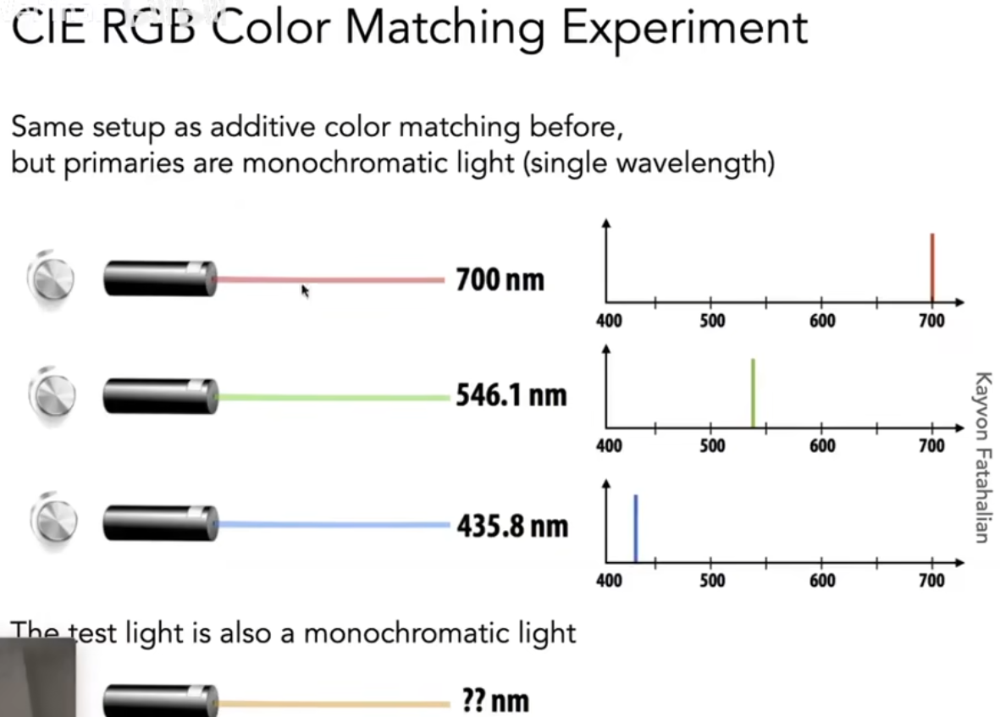 CIE RGB Color Matching Experiment
Same setup as additive color matching before,
but primaries are monochromatic light (single wavelength)
700 nm
400 500 600 700
546.1 nm
400 500 600 700
435.8 nm
400 500 600 700
Kayvon Fatahalian
The test light is also a monochromatic light
?? nm